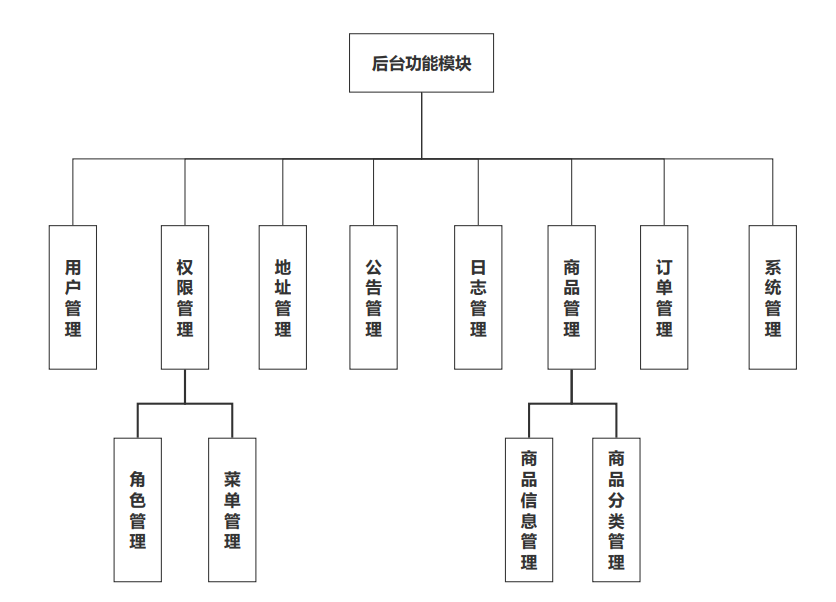 后台功能模块
用户管理
权限管理
地址管理
公告管理
日志管理
商品管理
订单管理
系统管理
角色管理
菜单管理
商品信息管理
商品分类管理